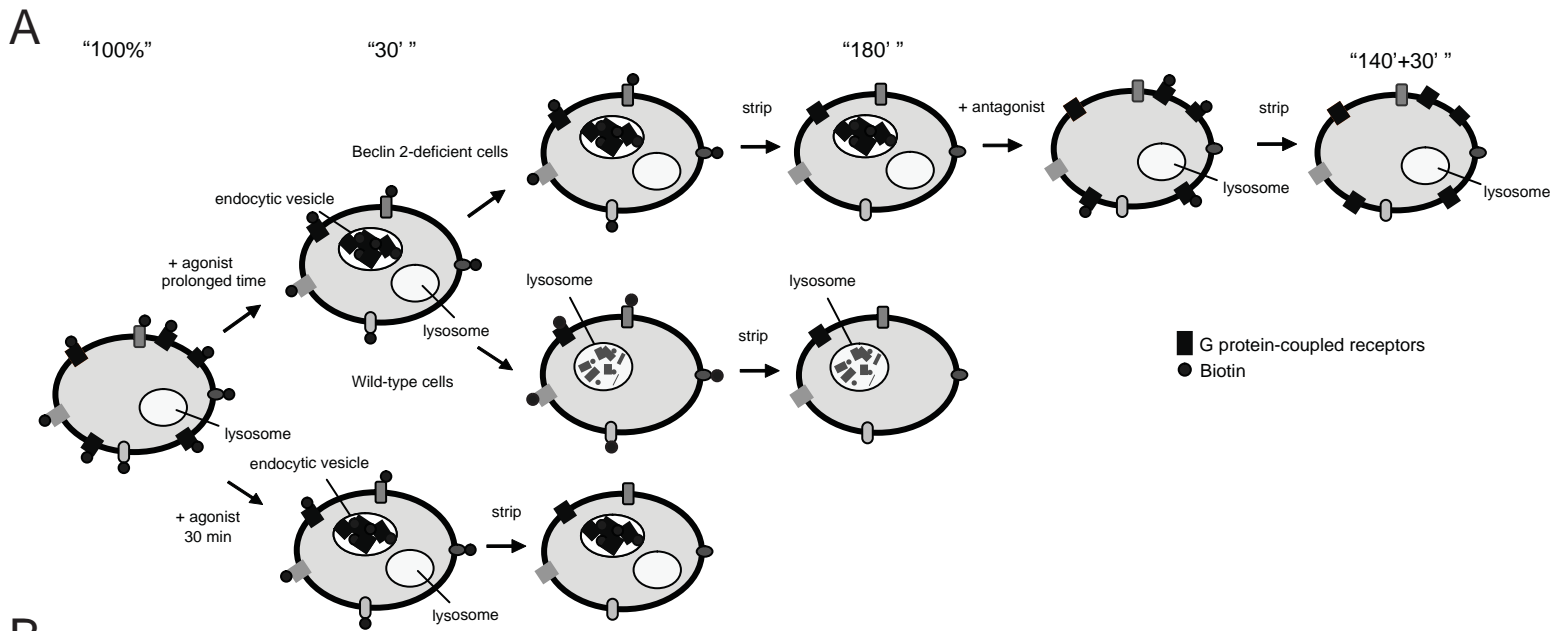 A
“100%”
“30’ ”
“180’ ”
“140’+30’ ”
strip
+ antagonist
strip
Beclin 2-deficient cells
endocytic vesicle
lysosome
lysosome
+ agonist
prolonged time
lysosome
lysosome
lysosome
strip
G protein-coupled receptors
Biotin
Wild-type cells
lysosome
endocytic vesicle
+ agonist
30 min
strip
lysosome